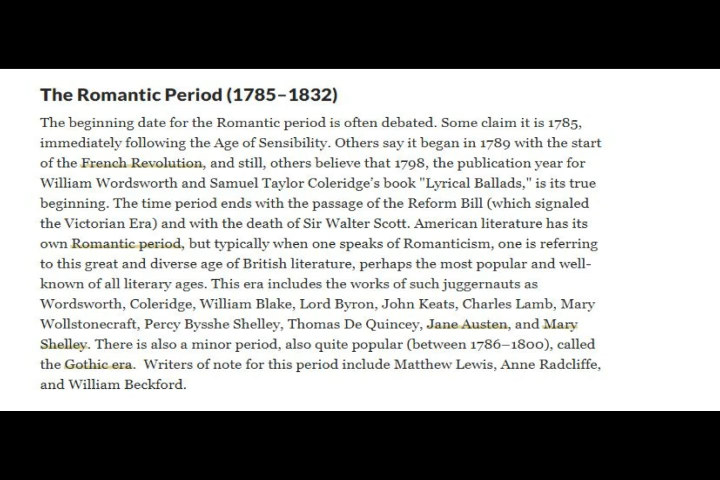 The Romantic Period (1785–1832)
The beginning date for the Romantic period is often debated. Some claim it is 1785,
immediately following the Age of Sensibility. Others say it began in 1789 with the start
of the French Revolution, and still, others believe that 1798, the publication year for
William Wordsworth and Samuel Taylor Coleridge’s book "Lyrical Ballads," is its true
beginning. The time period ends with the passage of the Reform Bill (which signaled
the Victorian Era) and with the death of Sir Walter Scott. American literature has its
own Romantic period, but typically when one speaks of Romanticism, one is referring
to this great and diverse age of British literature, perhaps the most popular and well-
known of all literary ages. This era includes the works of such juggernauts as
Wordsworth, Coleridge, William Blake, Lord Byron, John Keats, Charles Lamb, Mary
Wollstonecraft, Percy Bysshe Shelley, Thomas De Quincey, Jane Austen, and Mary
Shelley. There is also a minor period, also quite popular (between 1786–1800), called
the Gothic era.  Writers of note for this period include Matthew Lewis, Anne Radcliffe,
and William Beckford.